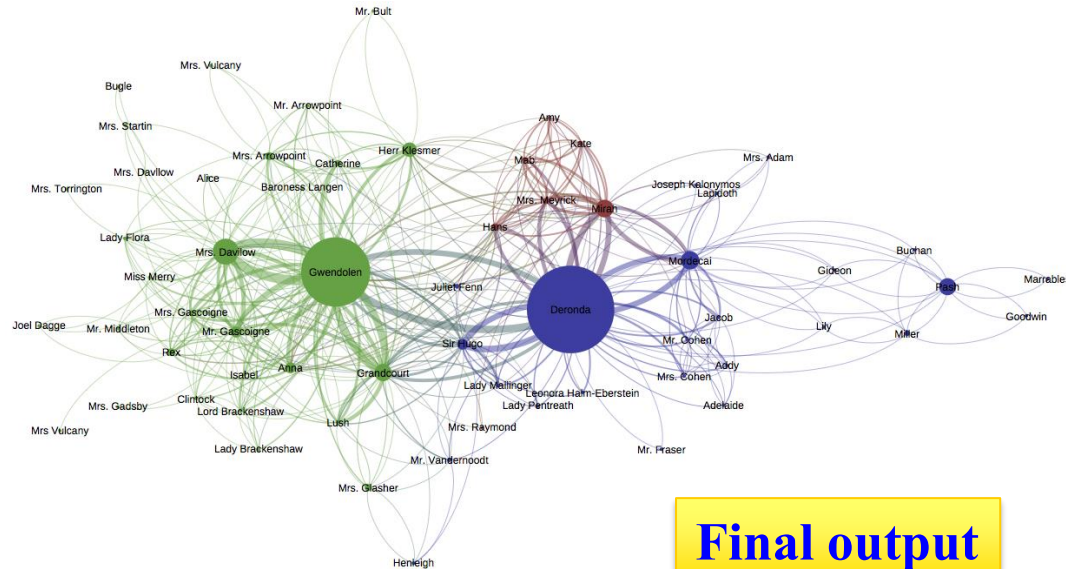 Mr. Bult
Mrs. Vulcany
Bugle
Mr. Arrowpoint
Mrs. Startin
Amy
Kate
Herr Klesmer
Mrs. Arrowpoint
Catherine
Mab
Mrs. Adam
Mrs. Davllow
Alice
Baroness Langen
Joseph Kalonymos
Lapidoth
Mrs. Torrington
Mrs. Meyrick
Mirah
Hans
Lady Flora
Mrs. Davilow
Buchan
Mordecai
Gideon
Gwendolen
Miss Merry
Juliet Fenn
Pash
Marrables
Deronda
Mrs. Gascoigne
Jacob
Goodwin
Joel Dagge
Mr. Middleton
Mr. Gascoigne
Lily
Miller
Mr. Cohen
Sir Hugo
Rex
Addy
Anna
Isabel
Grandcourt
Mrs. Cohen
Lady Mallinger
Leonora Halm-Eberstein
Clintock
Mrs. Gadsby
Lord Brackenshaw
Lady Pentreath
Adelaide
Lush
Mrs. Raymond
Mrs Vulcany
Lady Brackenshaw
Mr. Fraser
Mr. Vandernoodt
Mrs. Glasher
Henleigh
Final output